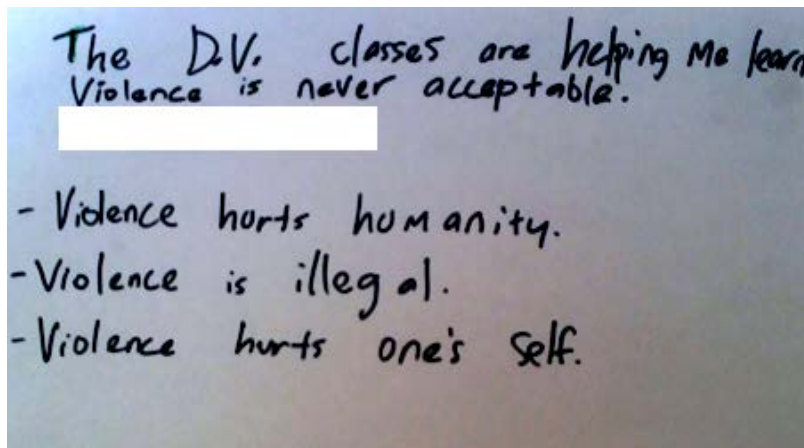 The D.V. classes are helping me learn
Violence is never acceptable.
- Violence hurts humanity.
- Violence is illegal.
- Violence hurts one's self.